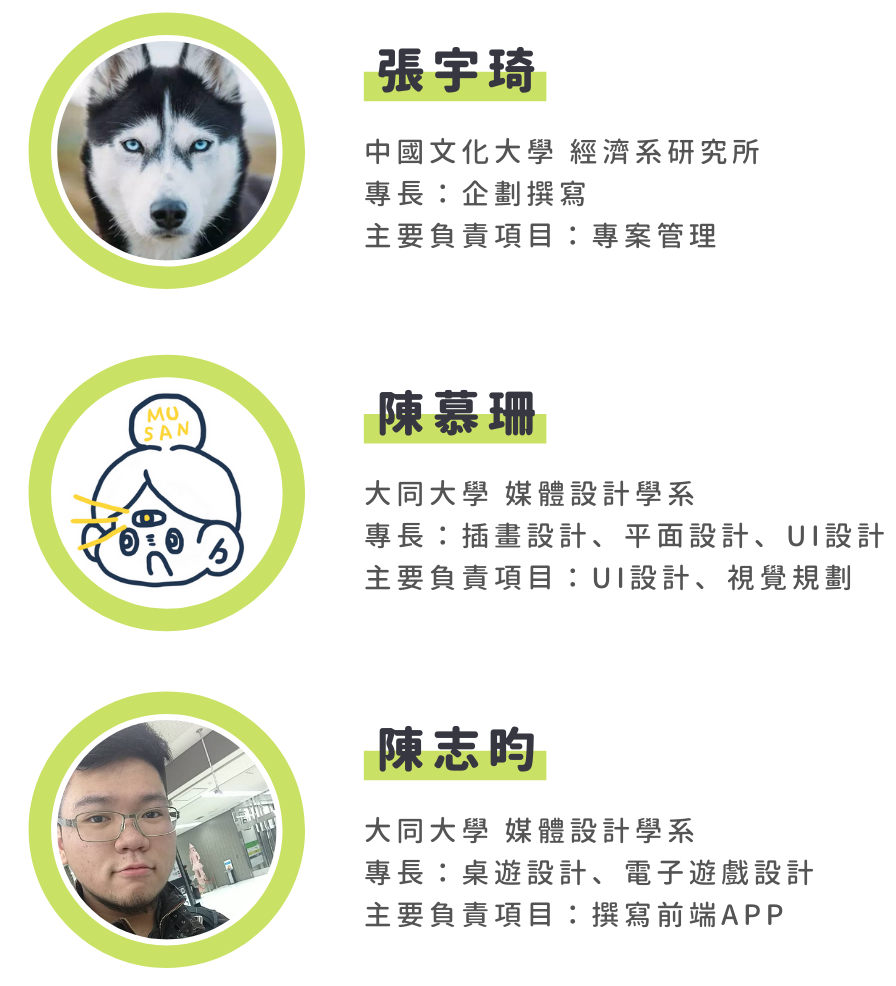 張宇琦
中國文化大學 經濟系研究所
專長：企劃撰寫
主要負責項目：專案管理
MU
SAN
陳慕珊
大同大學 媒體設計學系
專長：插畫設計、平面設計、UI設計
主要負責項目：UI設計、視覺規劃
陳志昀
大同大學 媒體設計學系
專長：桌遊設計、電子遊戲設計
主要負責項目：撰寫前端APP